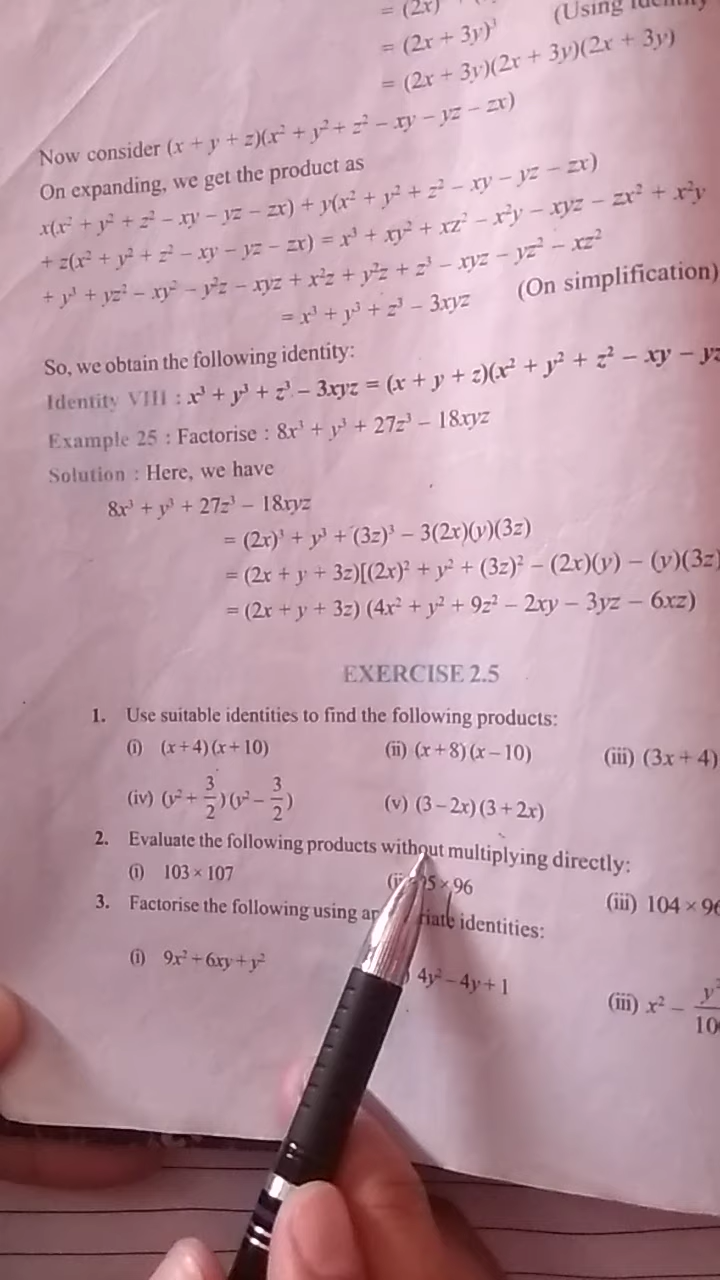 = (2x)
(Using
= (2x + 3y)³
= (2x + 3y)(2x + 3y)(2x + 3y)
Now consider (x + y + z)(x² + y² + z² – xy – yz – zx)
On expanding, we get the product as
x(x² + y² + z² – xy – yz – zx) + y(x² + y² + z² – xy – yz – zx)
+ z(x² + y² + z² – xy – yz – zx) = x³ + xy² + xz² – x²y – xyz – zx² + x²y
+ y³ + yz² – xy² – y²z – xyz + x²z + y²z + z³ – xyz – yz² – xz²
= x³ + y³ + z³ – 3xyz (On simplification)
So, we obtain the following identity:
Identity VIII : x³ + y³ + z³ – 3xyz = (x + y + z)(x² + y² + z² – xy – yz
Example 25 : Factorise : 8x³ + y³ + 27z³ – 18xyz
Solution : Here, we have
8x³ + y³ + 27z³ – 18xyz
= (2x)³ + y³ + (3z)³ – 3(2x)(y)(3z)
= (2x + y + 3z)[(2x)² + y² + (3z)² – (2x)(y) – (y)(3z)
= (2x + y + 3z) (4x² + y² + 9z² – 2xy – 3yz – 6xz)
EXERCISE 2.5
1. Use suitable identities to find the following products:
(i) (x + 4) (x + 10) (ii) (x + 8) (x – 10) (iii) (3x + 4)
(iv) (y² + 3/2) (y² – 3/2) (v) (3 – 2x) (3 + 2x)
2. Evaluate the following products without multiplying directly:
(i) 103 × 107 5 × 96 (iii) 104 × 96
3. Factorise the following using identities:
(i) 9x² + 6xy + y² 4y² – 4y + 1 (iii) x² –